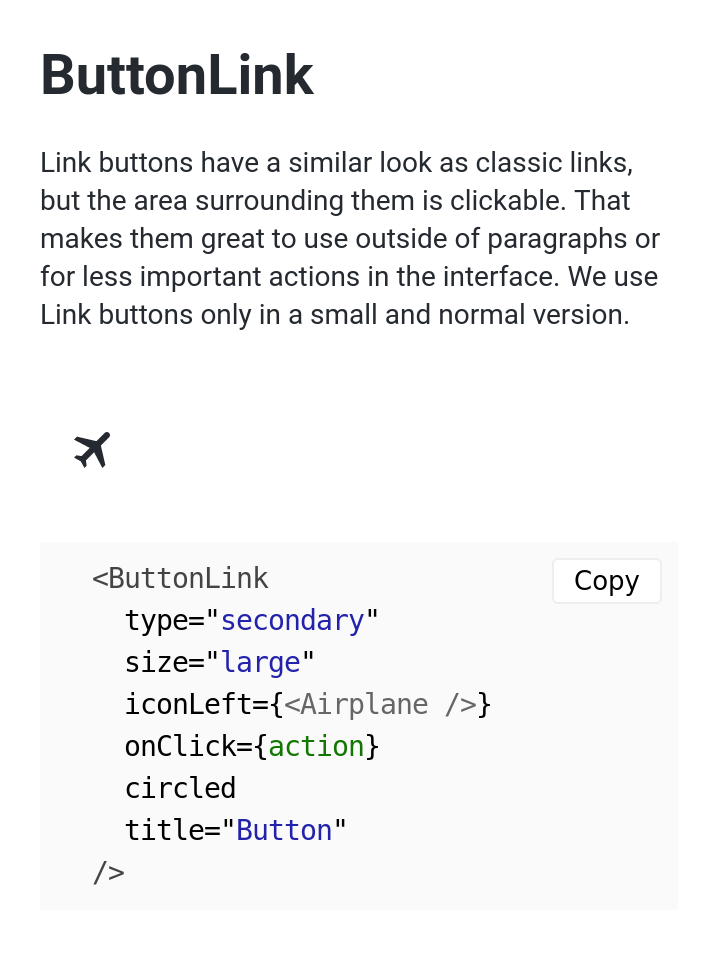 ButtonLink
Link buttons have a similar look as classic links,
but the area surrounding them is clickable. That
makes them great to use outside of paragraphs or
for less important actions in the interface. We use
Link buttons only in a small and normal version.
Copy
<ButtonLink
  type="secondary"
  size="large"
  iconLeft={<Airplane />}
  onClick={action}
  circled
  title="Button"
/>